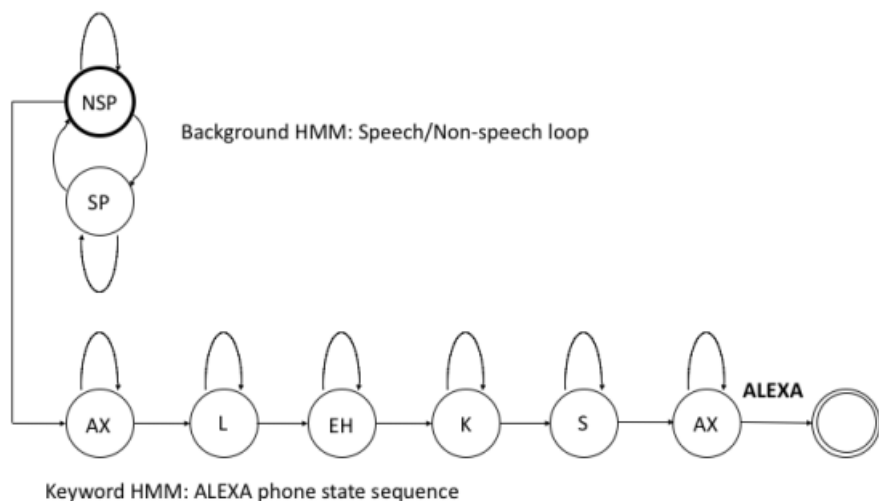 NSP
Background HMM: Speech/Non-speech loop
SP
ALEXA
AX L EH K S AX
Keyword HMM: ALEXA phone state sequence